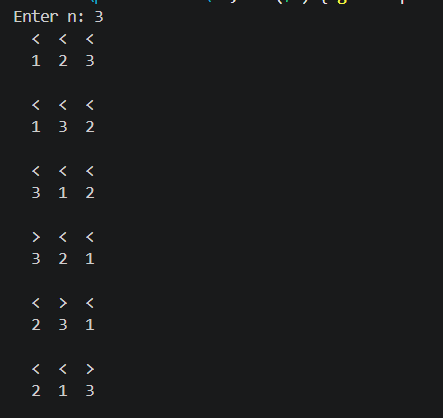 Enter n: 3
< < <
1 2 3
< < <
1 3 2
< < <
3 1 2
> < <
3 2 1
< > <
2 3 1
< < >
2 1 3